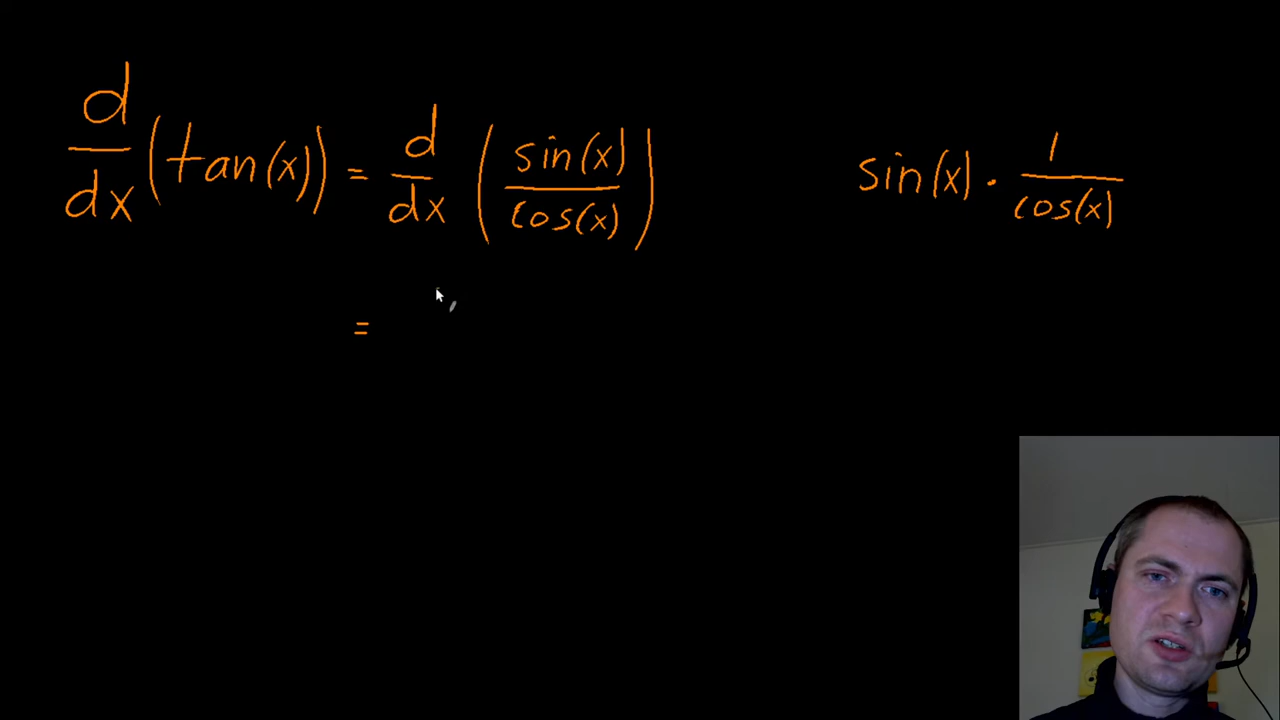 d/dx (tan(x)) = d/dx (sin(x)/cos(x))
sin(x) · 1/cos(x)
=